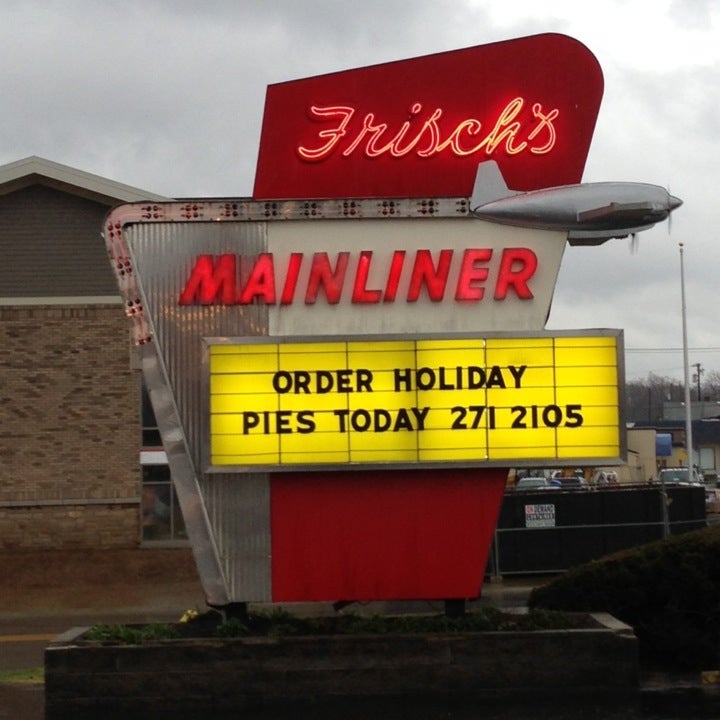 Frisch's
MAINLINER
ORDER HOLIDAY
PIES TODAY 271 2105